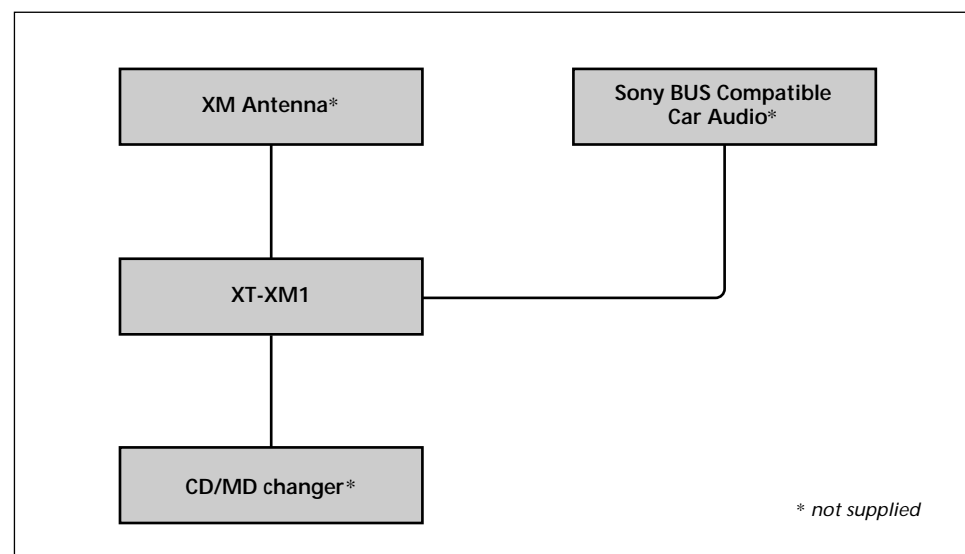 XM Antenna*
Sony BUS Compatible
Car Audio*
XT-XM1
CD/MD changer*
* not supplied